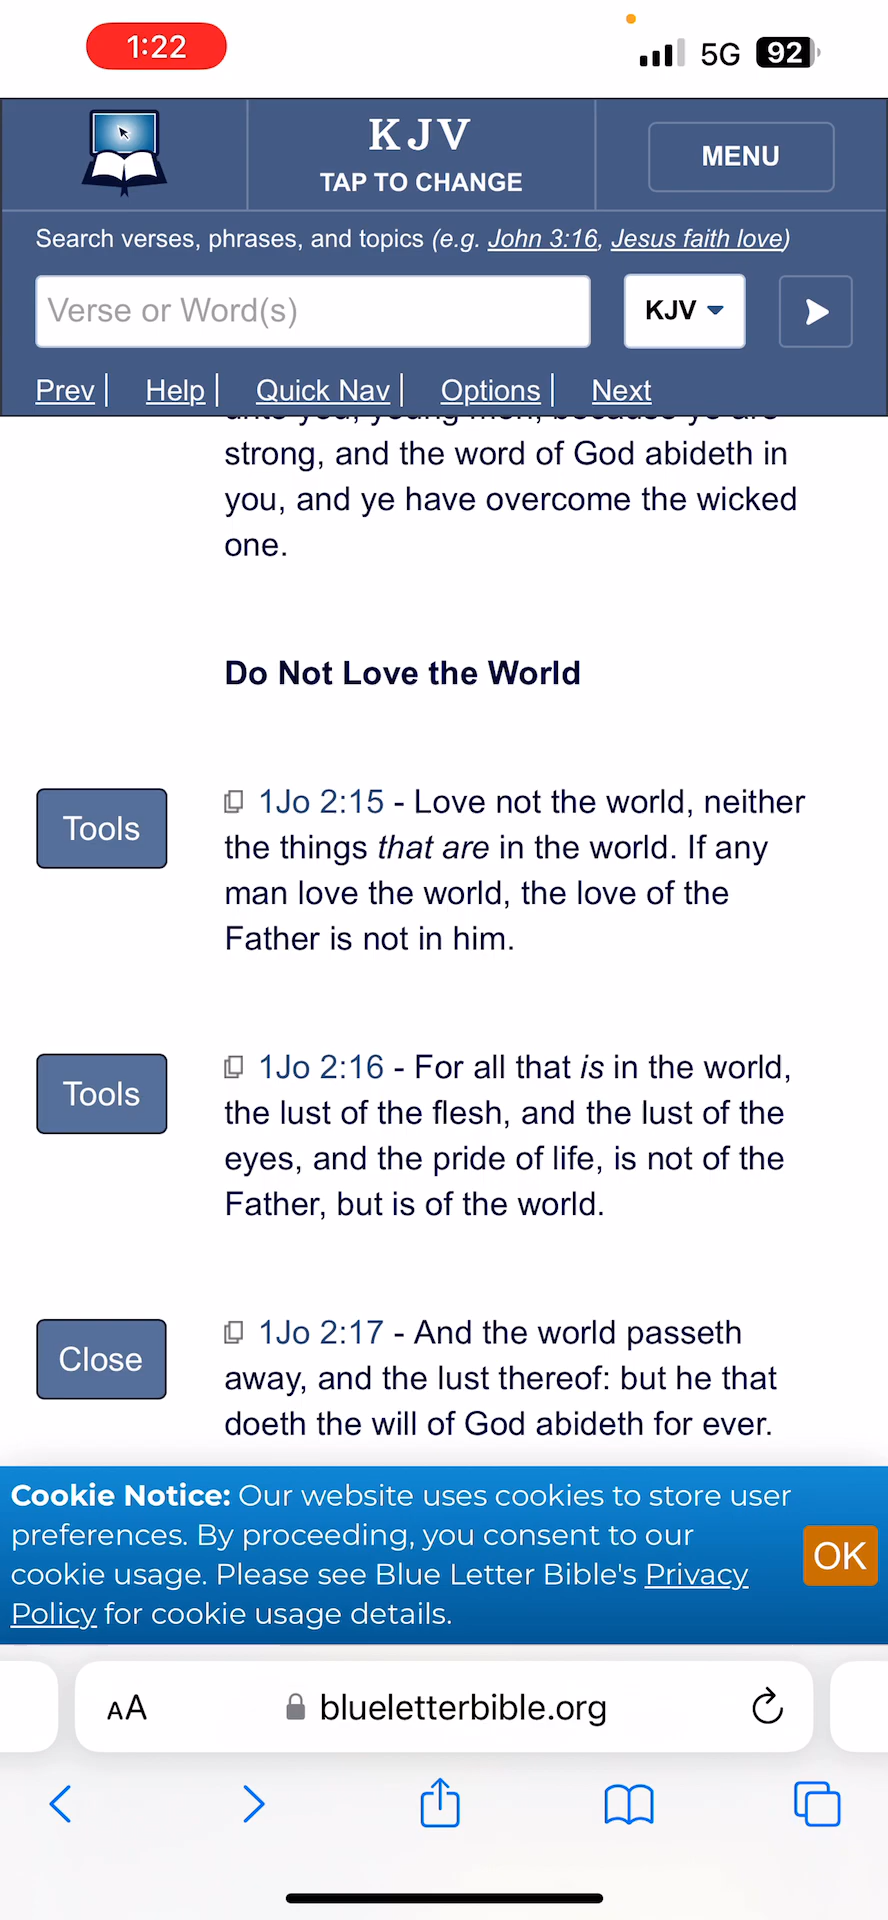 1:22
5G 92
KJV
TAP TO CHANGE
MENU
Search verses, phrases, and topics (e.g. John 3:16, Jesus faith love)
Verse or Word(s)
KJV
Prev | Help | Quick Nav | Options | Next
unto you, young men, because ye are
strong, and the word of God abideth in
you, and ye have overcome the wicked
one.
Do Not Love the World
Tools
1Jo 2:15 - Love not the world, neither
the things that are in the world. If any
man love the world, the love of the
Father is not in him.
Tools
1Jo 2:16 - For all that is in the world,
the lust of the flesh, and the lust of the
eyes, and the pride of life, is not of the
Father, but is of the world.
Close
1Jo 2:17 - And the world passeth
away, and the lust thereof: but he that
doeth the will of God abideth for ever.
Cookie Notice: Our website uses cookies to store user
preferences. By proceeding, you consent to our
cookie usage. Please see Blue Letter Bible's Privacy
Policy for cookie usage details.
OK
AA blueletterbible.org